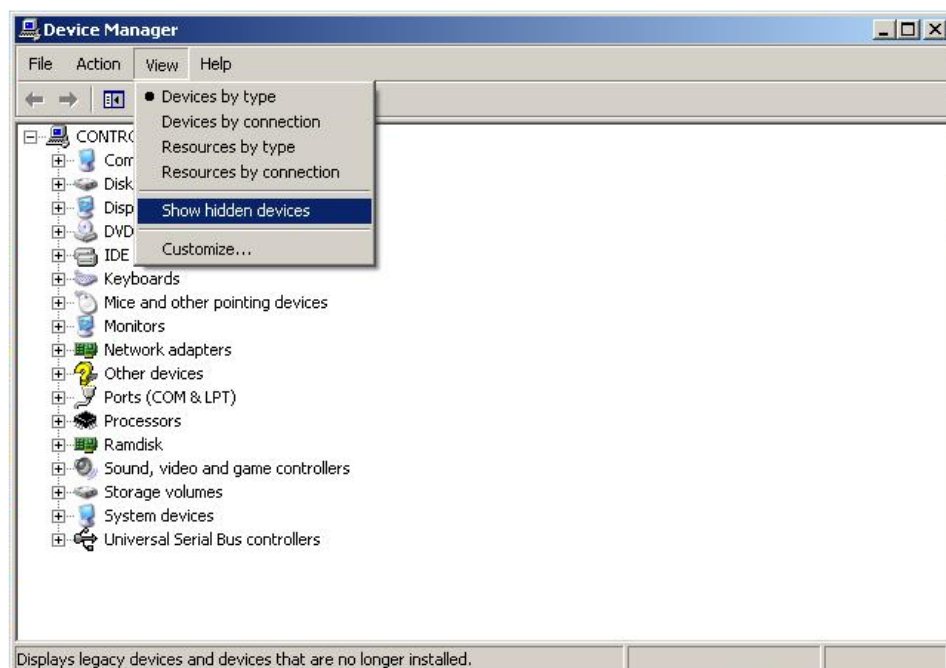 Device Manager
File Action View Help
Devices by type
Devices by connection
Resources by type
Resources by connection
Show hidden devices
Customize...
CONTRO
Com
Disk
Disp
DVD
IDE
Keyboards
Mice and other pointing devices
Monitors
Network adapters
Other devices
Ports (COM & LPT)
Processors
Ramdisk
Sound, video and game controllers
Storage volumes
System devices
Universal Serial Bus controllers
Displays legacy devices and devices that are no longer installed.